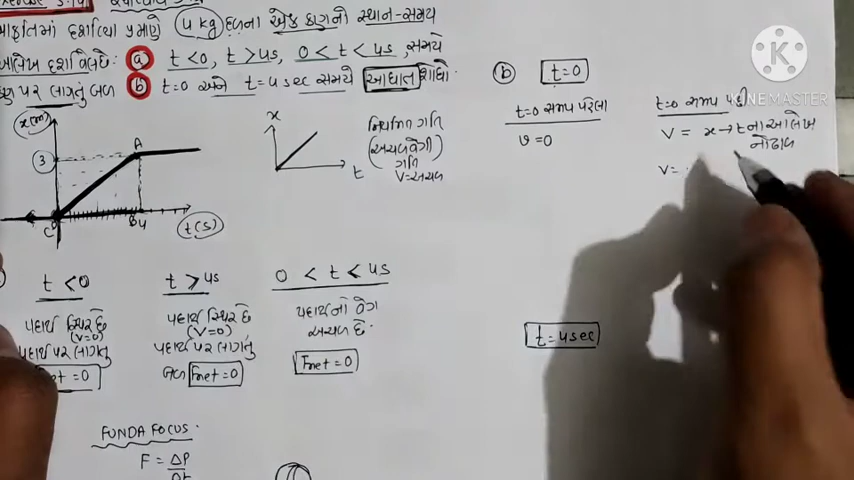 આકૃતિમાં દર્શાવ્યા પ્રમાણે 4 kg દળના એક કણનો સ્થાન-સમય
આલેખ દર્શાવેલ છે: (a) t<0, t>4s, 0<t<4s, સમયે
કણ પર લાગતું બળ (b) t=0 અને t=4sec સમયે આઘાત શોધો.
x(m)
3
A
C
B
4
t(s)
x
t
નિયમિત ગતિ
(અચળવેગી)
ગતિ
V=અચળ
(b) t=0
t=0 સમય પહેલા
v=0
t=0 સમય પછી
V = x→t ના આલેખ
નો ઢાળ
V=
KINEMASTER
t<0
પદાર્થ સ્થિર છે
(V=0)
પદાર્થ પર લાગતું
t=0
t>4s
પદાર્થ સ્થિર છે
(V=0)
પદાર્થ પર લાગતું
બળ Fnet=0
0<t<4s
પદાર્થનો વેગ
અચળ છે.
Fnet=0
t=4sec
FUNDA FOCUS.
F = ΔP
Δt